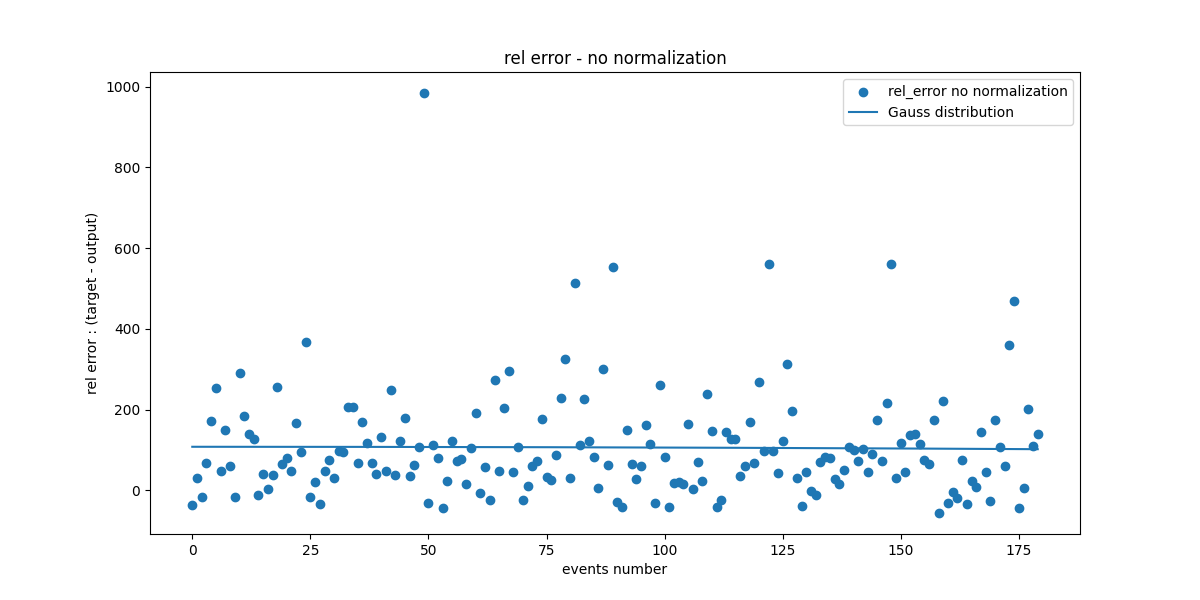 rel error - no normalization
rel_error no normalization
Gauss distribution
1000
800
600
400
200
0
rel error : (target - output)
0 25 50 75 100 125 150 175
events number